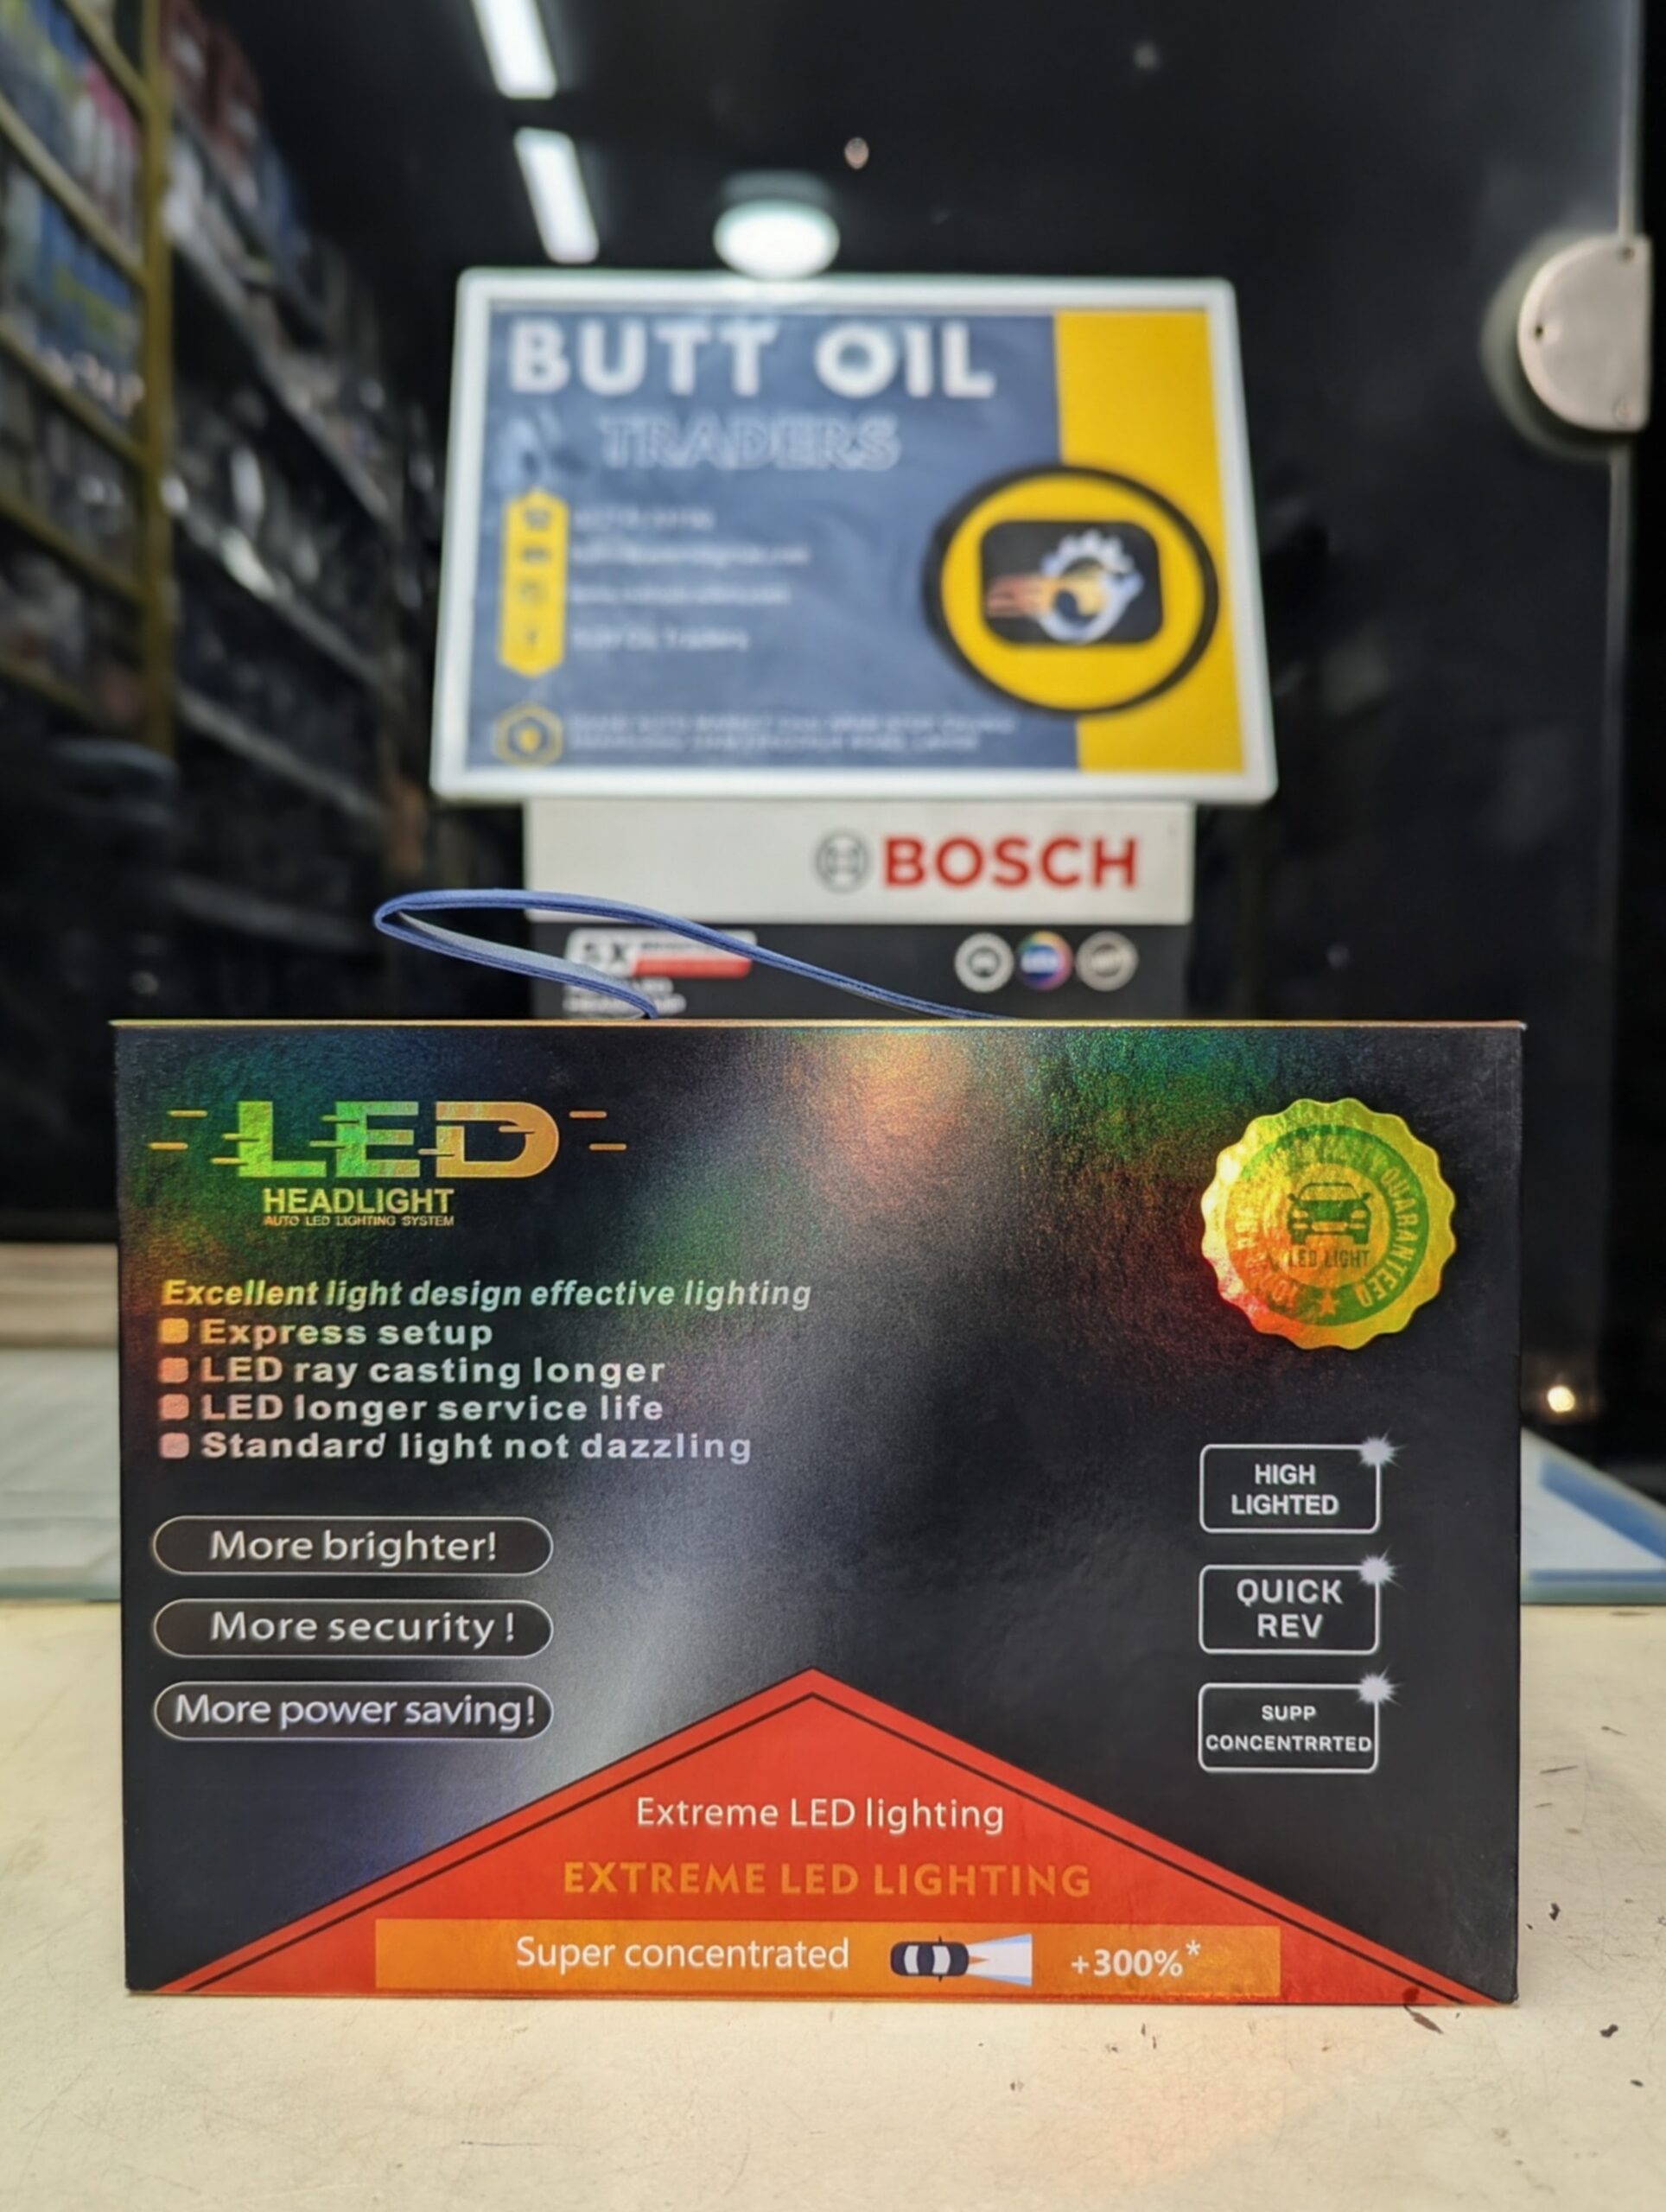 BUTT OIL
TRADERS
BOSCH
LED
HEADLIGHT
AUTO LED LIGHTING SYSTEM
Excellent light design effective lighting
Express setup
LED ray casting longer
LED longer service life
Standard light not dazzling
More brighter!
More security !
More power saving!
QUARANTEED
LED LIGHT
HIGH
LIGHTED
QUICK
REV
SUPP
CONCENTRRTED
Extreme LED lighting
EXTREME LED LIGHTING
Super concentrated
+300%*